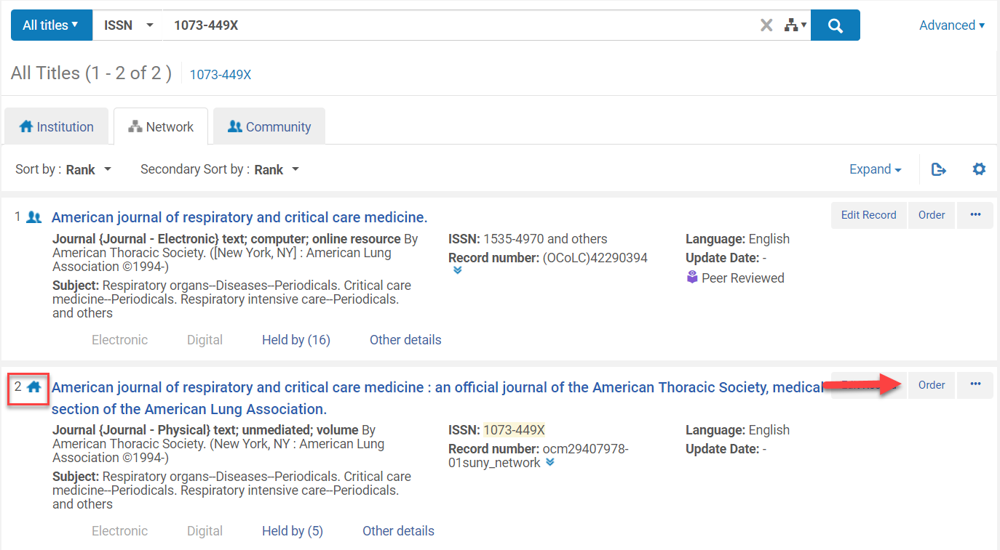 All titles ISSN 1073-449X Advanced
All Titles (1 - 2 of 2 ) 1073-449X
Institution Network Community
Sort by : Rank Secondary Sort by : Rank Expand
1 American journal of respiratory and critical care medicine. Edit Record Order
Journal {Journal - Electronic} text; computer; online resource By ISSN: 1535-4970 and others Language: English
American Thoracic Society. ([New York, NY] : American Lung Record number: (OCoLC)42290394 Update Date: -
Association ©1994-)
Peer Reviewed
Subject: Respiratory organs--Diseases--Periodicals. Critical care
medicine--Periodicals. Respiratory intensive care--Periodicals.
and others
Electronic Digital Held by (16) Other details
2 American journal of respiratory and critical care medicine : an official journal of the American Thoracic Society, medical Order
section of the American Lung Association.
Journal {Journal - Physical} text; unmediated; volume By ISSN: 1073-449X Language: English
American Thoracic Society. (New York, NY : American Lung Record number: ocm29407978- Update Date: -
Association ©1994-) 01suny_network
Subject: Respiratory organs--Diseases--Periodicals. Critical care
medicine--Periodicals. Respiratory intensive care--Periodicals.
and others
Electronic Digital Held by (5) Other details